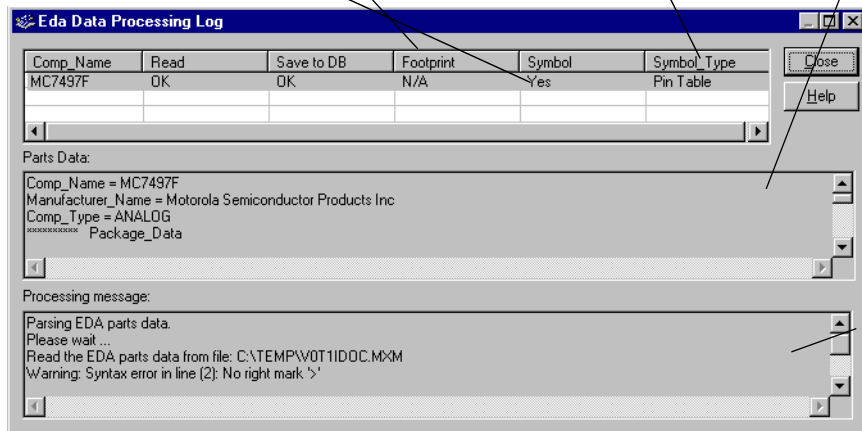 Eda Data Processing Log
Comp_Name Read Save to DB Footprint Symbol Symbol_Type
MC7497F OK OK N/A Yes Pin Table
Close
Help
Parts Data:
Comp_Name = MC7497F
Manufacturer_Name = Motorola Semiconductor Products Inc
Comp_Type = ANALOG
********** Package_Data
Processing message:
Parsing EDA parts data.
Please wait ...
Read the EDA parts data from file: C:\TEMP\V0T1IDOC.MXM
Warning: Syntax error in line (2): No right mark '>'